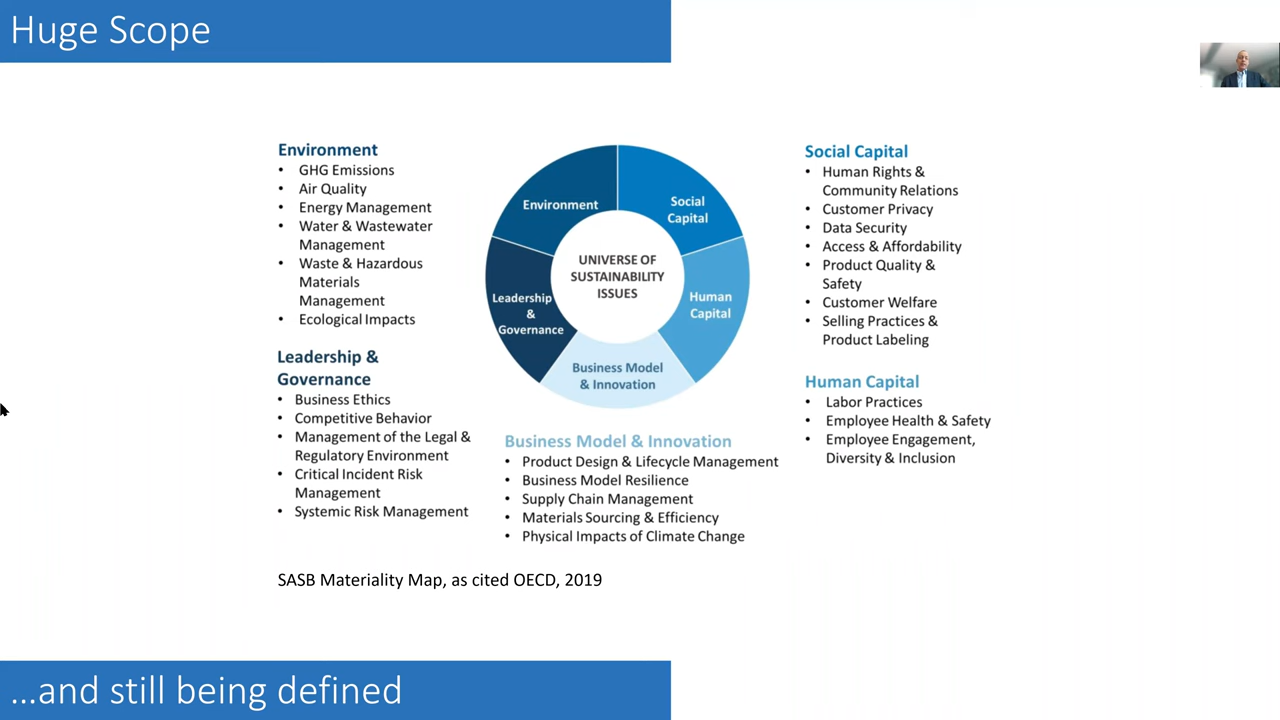 Huge Scope
Environment
• GHG Emissions
• Air Quality
• Energy Management
• Water & Wastewater
Management
• Waste & Hazardous
Materials
Management
• Ecological Impacts
Leadership &
Governance
• Business Ethics
• Competitive Behavior
• Management of the Legal &
Regulatory Environment
• Critical Incident Risk
Management
• Systemic Risk Management
Environment
Social
Capital
UNIVERSE OF
SUSTAINABILITY
ISSUES
Leadership
&
Governance
Human
Capital
Business Model
& Innovation
Business Model & Innovation
• Product Design & Lifecycle Management
• Business Model Resilience
• Supply Chain Management
• Materials Sourcing & Efficiency
• Physical Impacts of Climate Change
Social Capital
• Human Rights &
Community Relations
• Customer Privacy
• Data Security
• Access & Affordability
• Product Quality &
Safety
• Customer Welfare
• Selling Practices &
Product Labeling
Human Capital
• Labor Practices
• Employee Health & Safety
• Employee Engagement,
Diversity & Inclusion
SASB Materiality Map, as cited OECD, 2019
...and still being defined